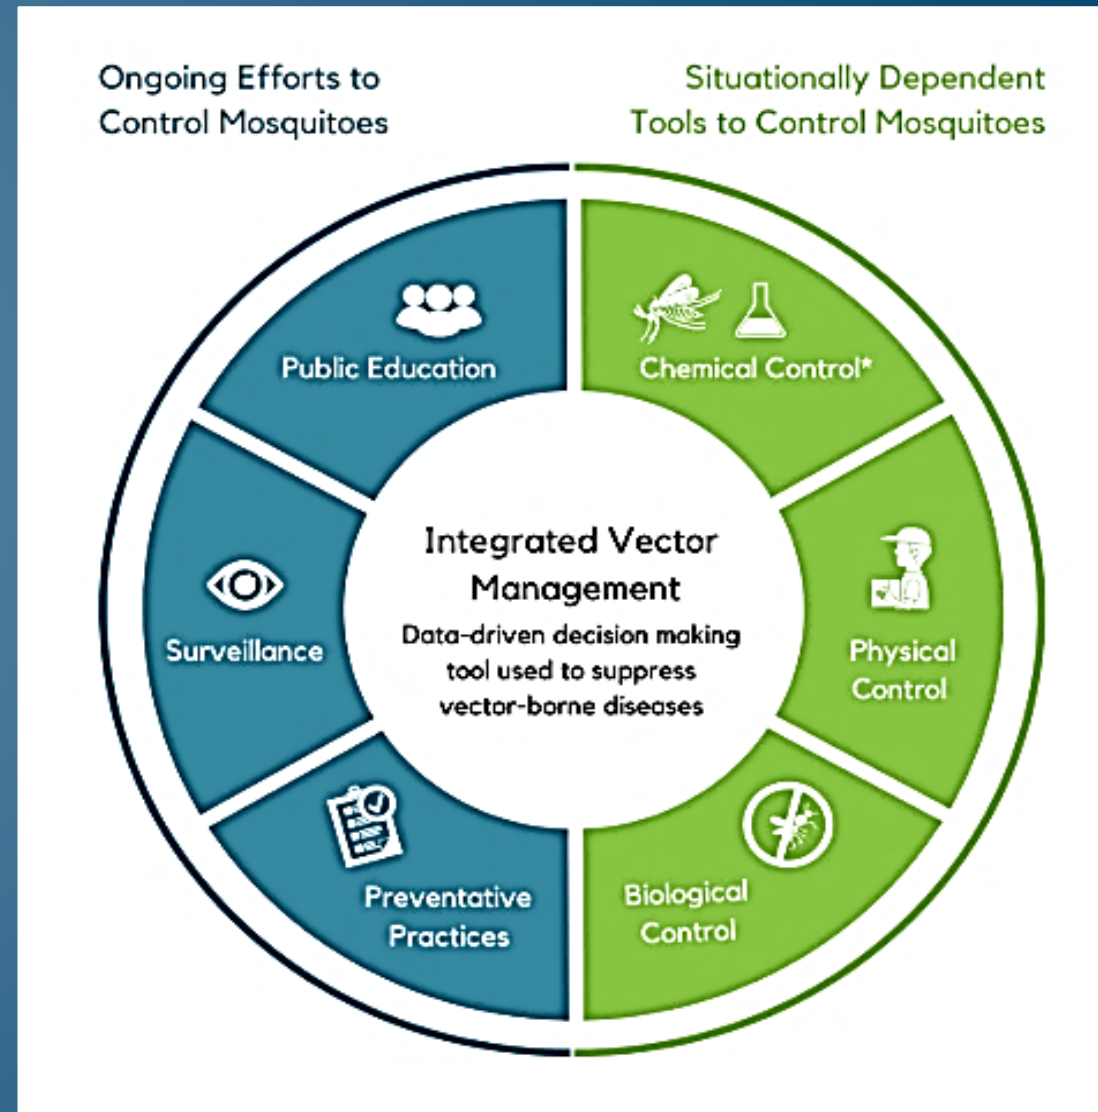 Ongoing Efforts to
Control Mosquitoes
Situationally Dependent
Tools to Control Mosquitoes
Public Education
Chemical Control*
Surveillance
Integrated Vector
Management
Data-driven decision making
tool used to suppress
vector-borne diseases
Physical
Control
Preventative
Practices
Biological
Control